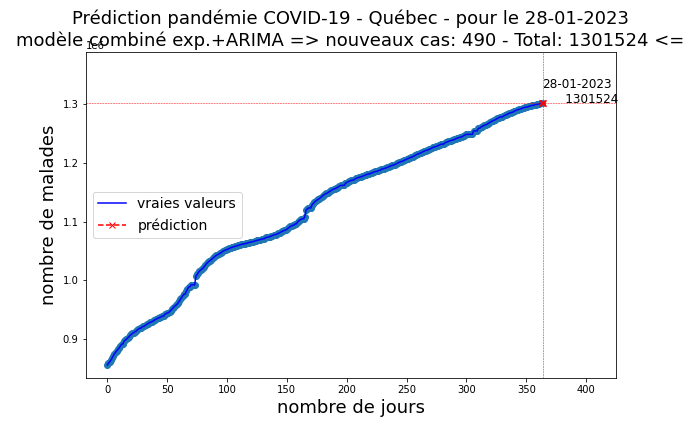 Prédiction pandémie COVID-19 - Québec - pour le 28-01-2023
modèle combiné exp.+ARIMA => nouveaux cas: 490 - Total: 1301524 <=
1e6
28-01-2023
1301524
1.3
1.2
1.1
1.0
0.9
nombre de malades
vraies valeurs
prédiction
0 50 100 150 200 250 300 350 400
nombre de jours